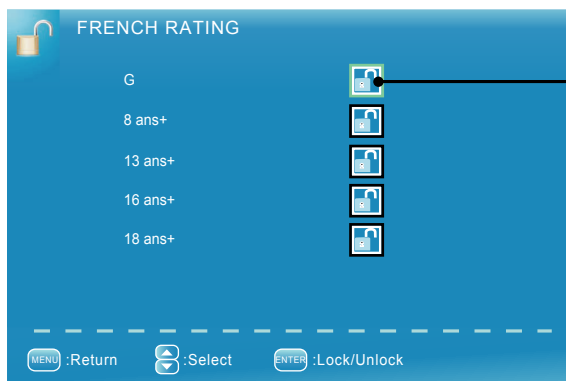 FRENCH RATING
G
8 ans+
13 ans+
16 ans+
18 ans+
MENU :Return :Select ENTER :Lock/Unlock